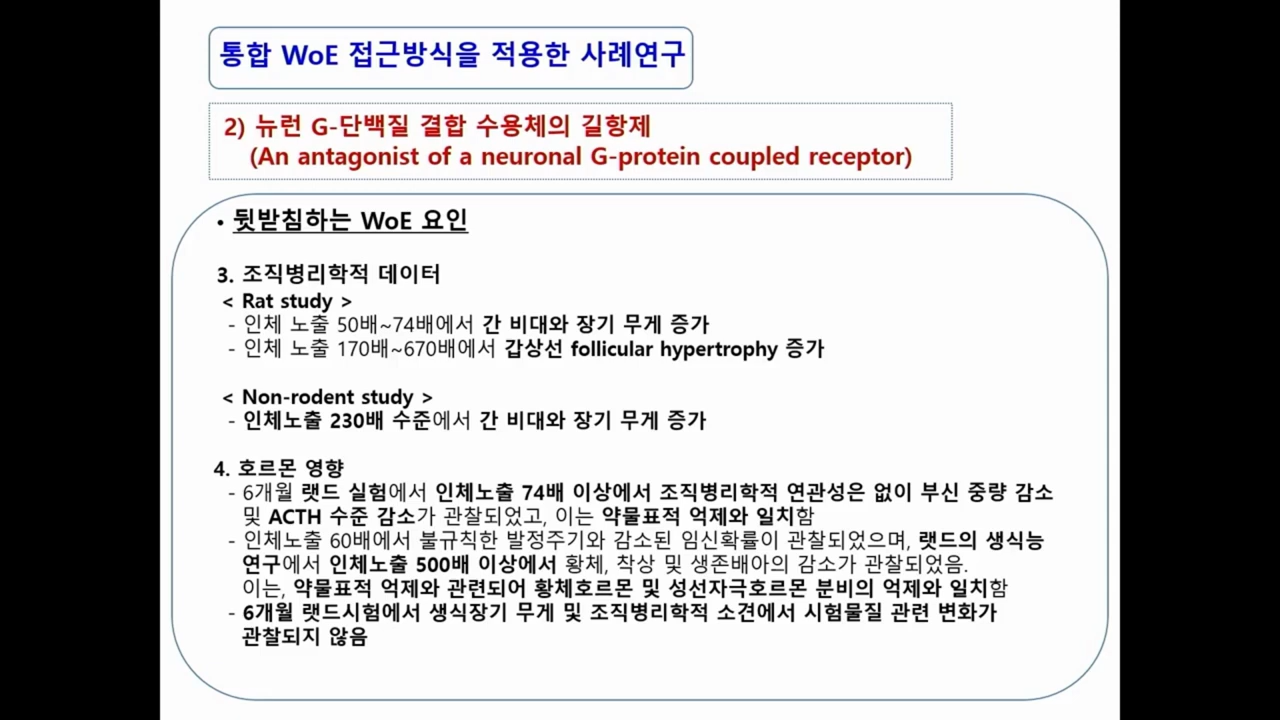 통합 WoE 접근방식을 적용한 사례연구
2) 뉴런 G-단백질 결합 수용체의 길항제
(An antagonist of a neuronal G-protein coupled receptor)
• 뒷받침하는 WoE 요인
3. 조직병리학적 데이터
< Rat study >
- 인체 노출 50배~74배에서 간 비대와 장기 무게 증가
- 인체 노출 170배~670배에서 갑상선 follicular hypertrophy 증가
< Non-rodent study >
- 인체노출 230배 수준에서 간 비대와 장기 무게 증가
4. 호르몬 영향
- 6개월 랫드 실험에서 인체노출 74배 이상에서 조직병리학적 연관성은 없이 부신 중량 감소
및 ACTH 수준 감소가 관찰되었고, 이는 약물표적 억제와 일치함
- 인체노출 60배에서 불규칙한 발정주기와 감소된 임신확률이 관찰되었으며, 랫드의 생식능
연구에서 인체노출 500배 이상에서 황체, 착상 및 생존배아의 감소가 관찰되었음.
이는, 약물표적 억제와 관련되어 황체호르몬 및 성선자극호르몬 분비의 억제와 일치함
- 6개월 랫드시험에서 생식장기 무게 및 조직병리학적 소견에서 시험물질 관련 변화가
관찰되지 않음